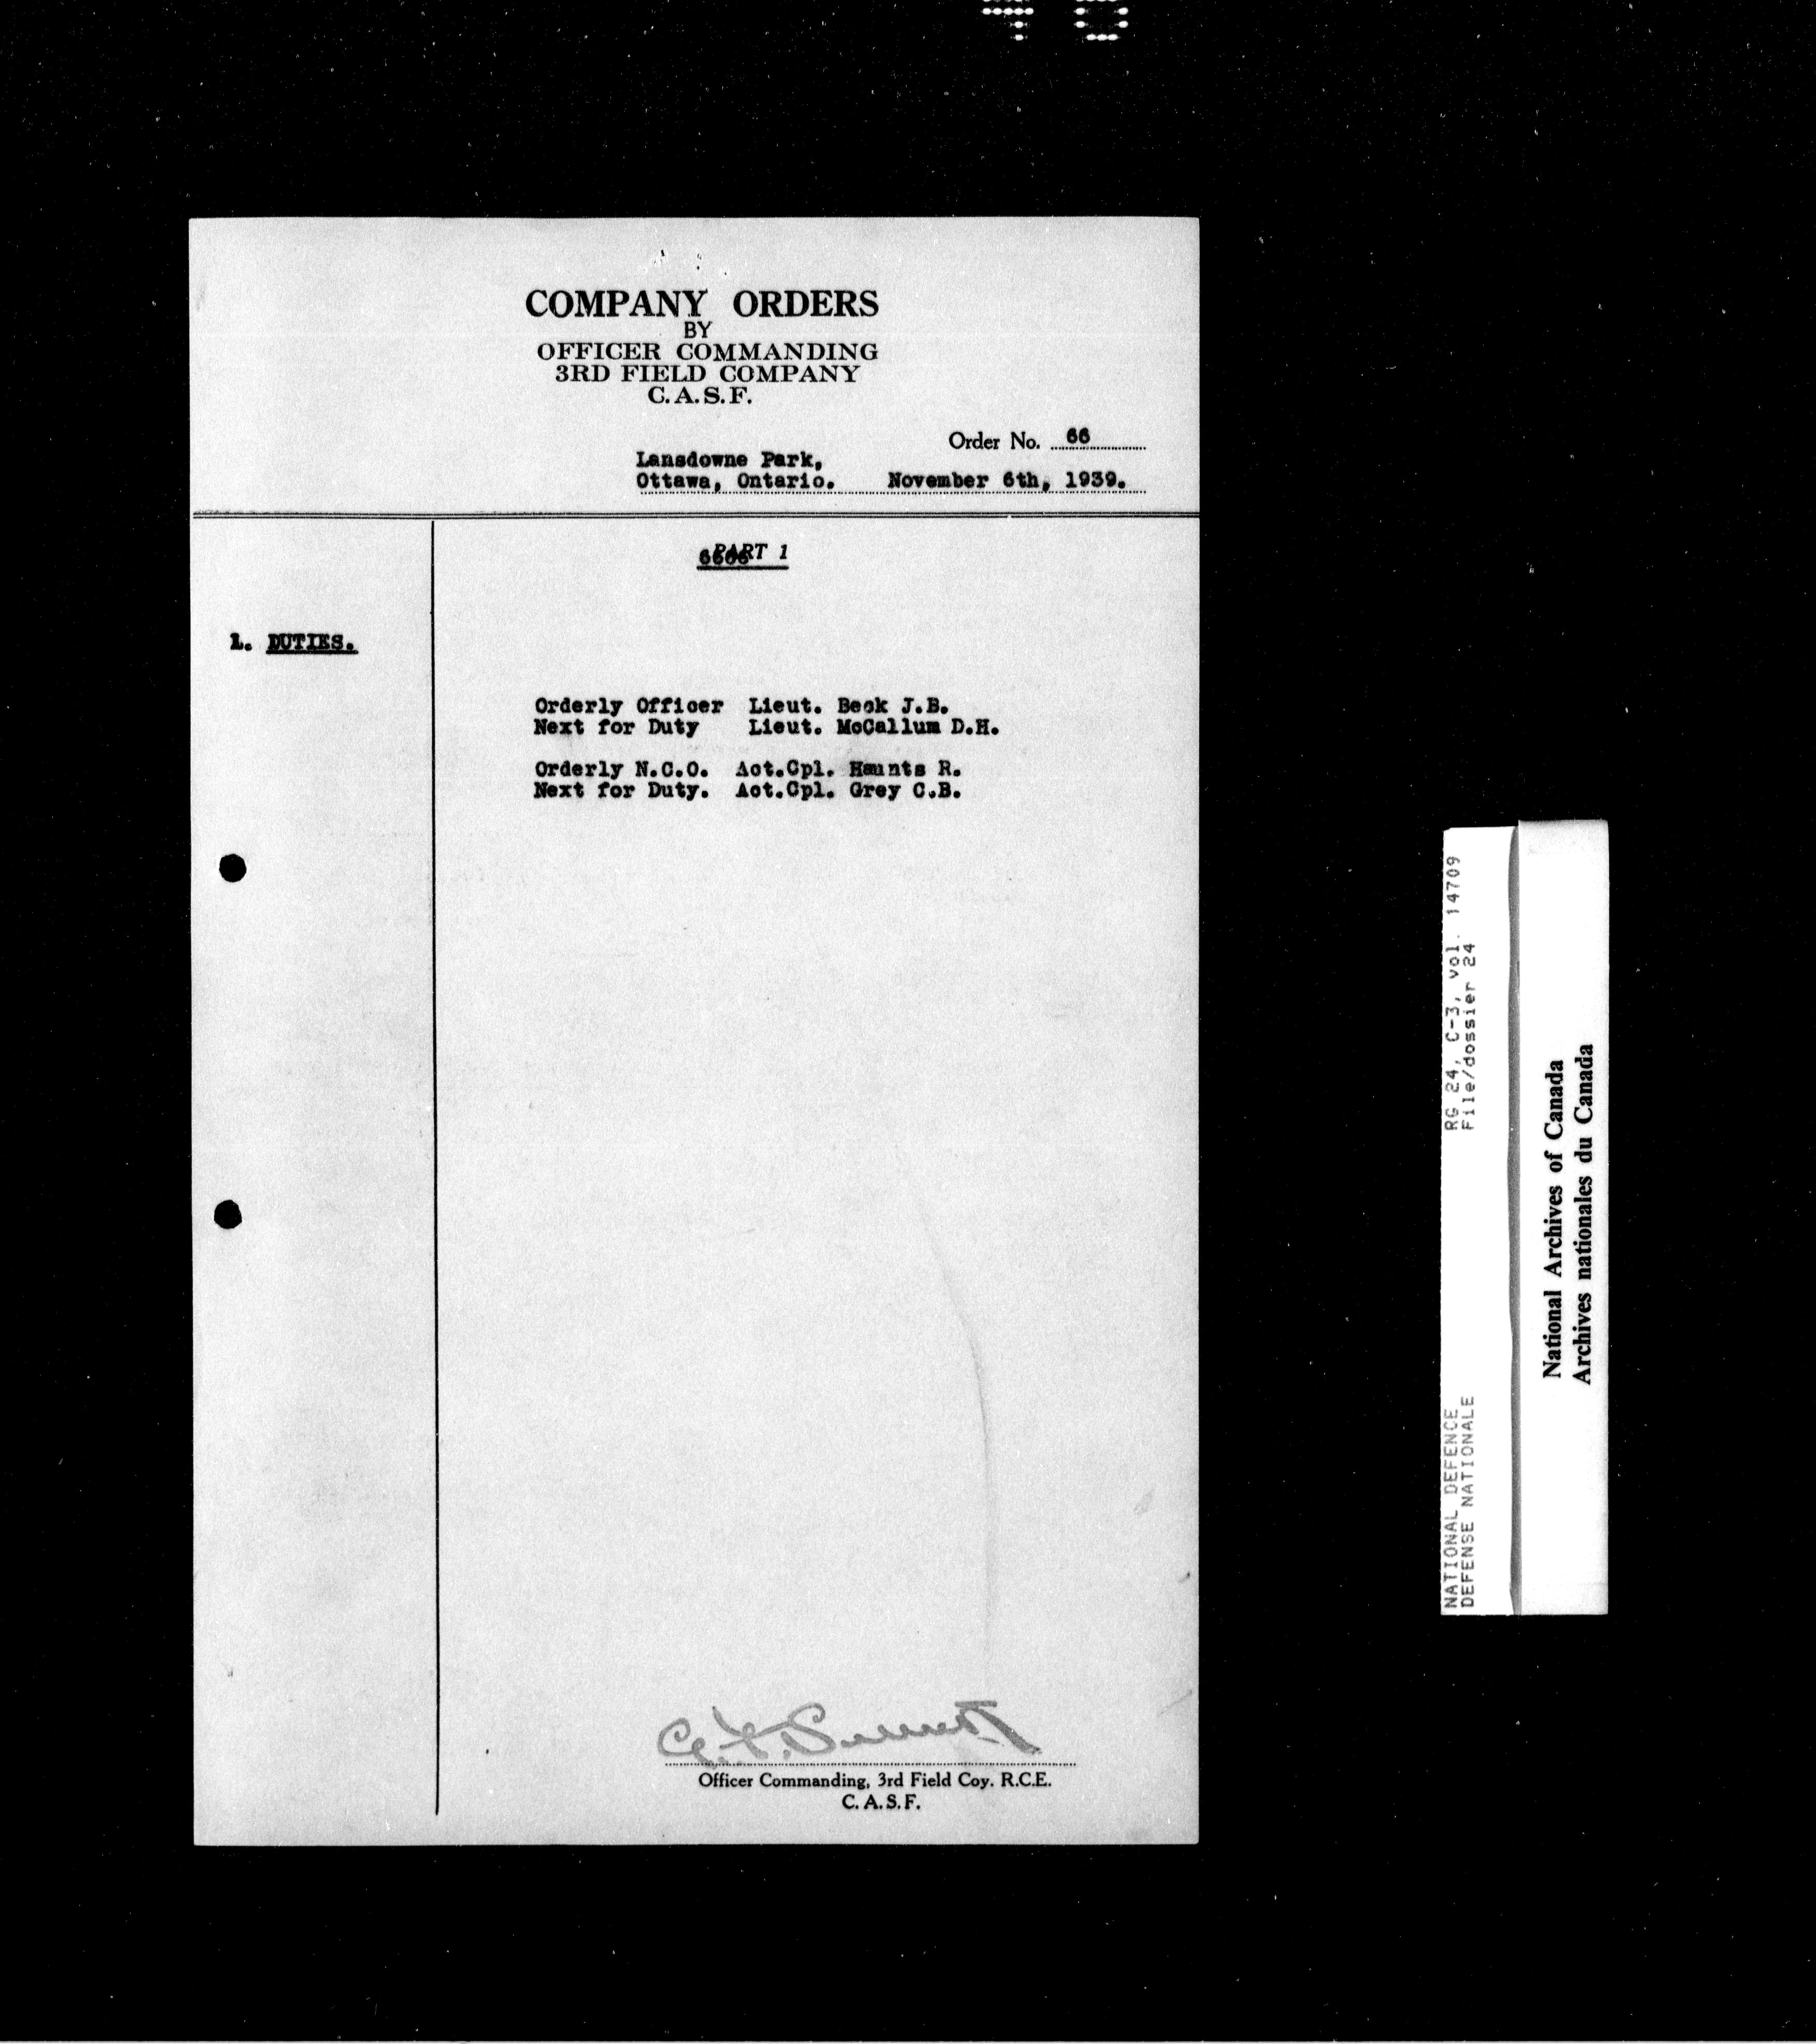 COMPANY ORDERS
BY
OFFICER COMMANDING
3RD FIELD COMPANY
C.A.S.F.
Order No. 66
Lansdowne Park,
Ottawa, Ontario. November 6th, 1939.
PART 1
1. DUTIES.
Orderly Officer Lieut. Beck J.B.
Next for Duty Lieut. McCallum D.H.
Orderly N.C.O. Act.Cpl. Haunts R.
Next for Duty. Act.Cpl. Grey C.B.
Officer Commanding, 3rd Field Coy. R.C.E.
C.A.S.F.
NATIONAL DEFENCE RG 24, C-3, vol. 14709
DEFENSE NATIONALE File/dossier 24
National Archives of Canada
Archives nationales du Canada